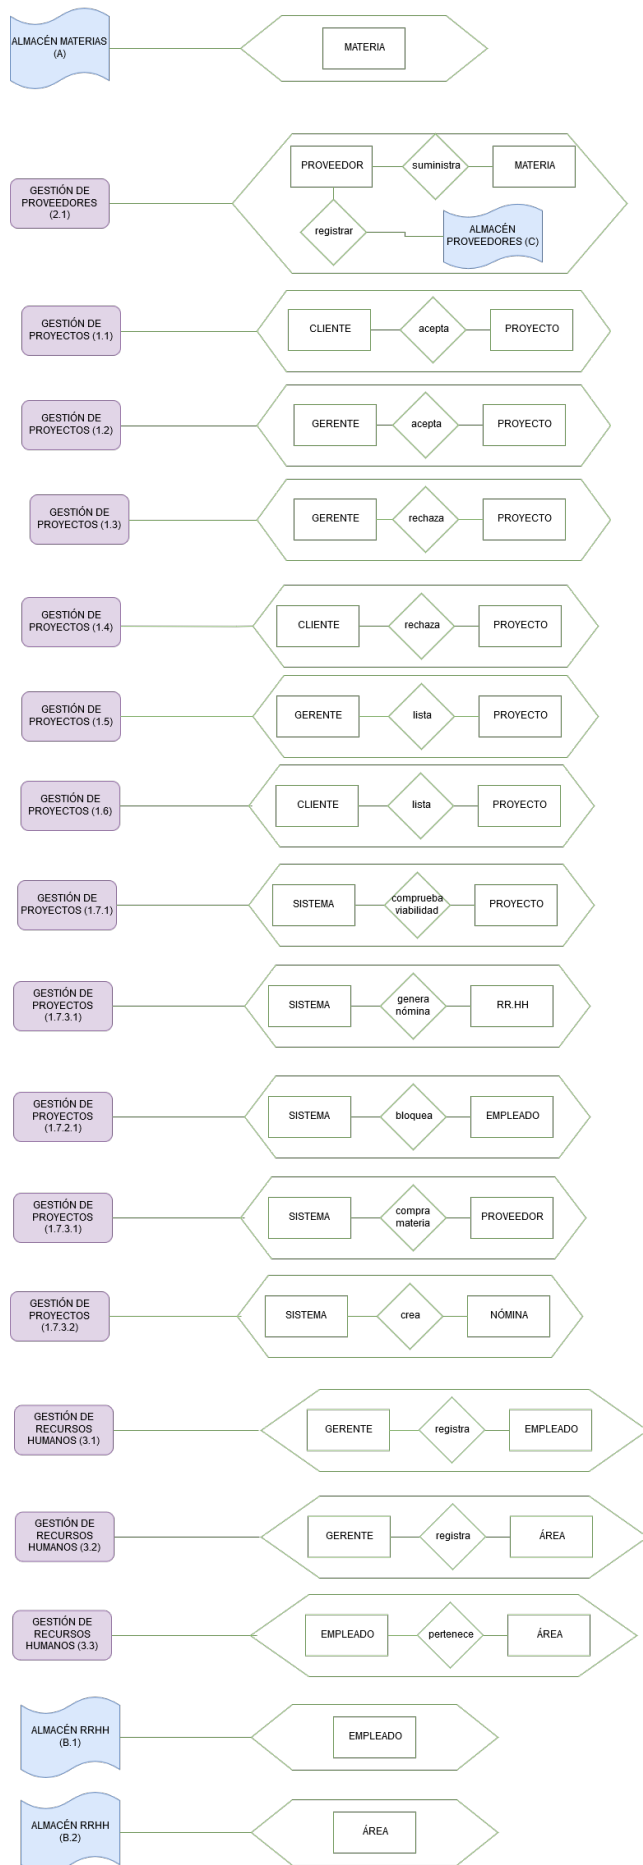 ALMACÉN MATERIAS
(A)
MATERIA
GESTIÓN DE
PROVEEDORES
(2.1)
PROVEEDOR
suministra
MATERIA
registrar
ALMACÉN
PROVEEDORES (C)
GESTIÓN DE
PROYECTOS (1.1)
CLIENTE
acepta
PROYECTO
GESTIÓN DE
PROYECTOS (1.2)
GERENTE
acepta
PROYECTO
GESTIÓN DE
PROYECTOS (1.3)
GERENTE
rechaza
PROYECTO
GESTIÓN DE
PROYECTOS (1.4)
CLIENTE
rechaza
PROYECTO
GESTIÓN DE
PROYECTOS (1.5)
GERENTE
lista
PROYECTO
GESTIÓN DE
PROYECTOS (1.6)
CLIENTE
lista
PROYECTO
GESTIÓN DE
PROYECTOS (1.7.1)
SISTEMA
comprueba
viabilidad
PROYECTO
GESTIÓN DE
PROYECTOS
(1.7.3.1)
SISTEMA
genera
nómina
RR.HH
GESTIÓN DE
PROYECTOS
(1.7.2.1)
SISTEMA
bloquea
EMPLEADO
GESTIÓN DE
PROYECTOS
(1.7.3.1)
SISTEMA
compra
materia
PROVEEDOR
GESTIÓN DE
PROYECTOS
(1.7.3.2)
SISTEMA
crea
NÓMINA
GESTIÓN DE
RECURSOS
HUMANOS (3.1)
GERENTE
registra
EMPLEADO
GESTIÓN DE
RECURSOS
HUMANOS (3.2)
GERENTE
registra
ÁREA
GESTIÓN DE
RECURSOS
HUMANOS (3.3)
EMPLEADO
pertenece
ÁREA
ALMACÉN RRHH
(B.1)
EMPLEADO
ALMACÉN RRHH
(B.2)
ÁREA